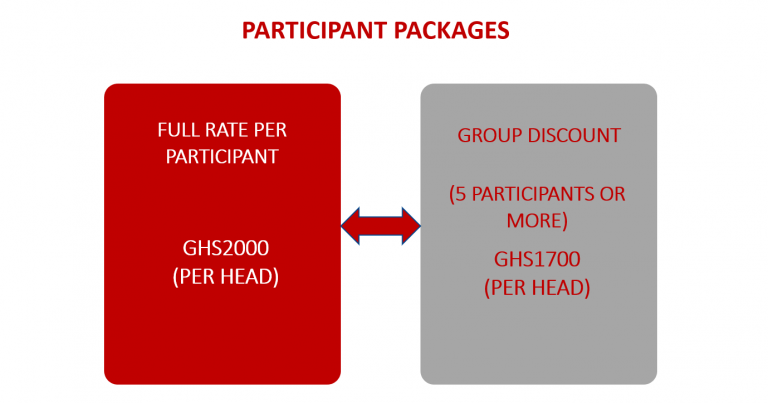 PARTICIPANT PACKAGES
FULL RATE PER
PARTICIPANT
GHS2000
(PER HEAD)
GROUP DISCOUNT
(5 PARTICIPANTS OR
MORE)
GHS1700
(PER HEAD)